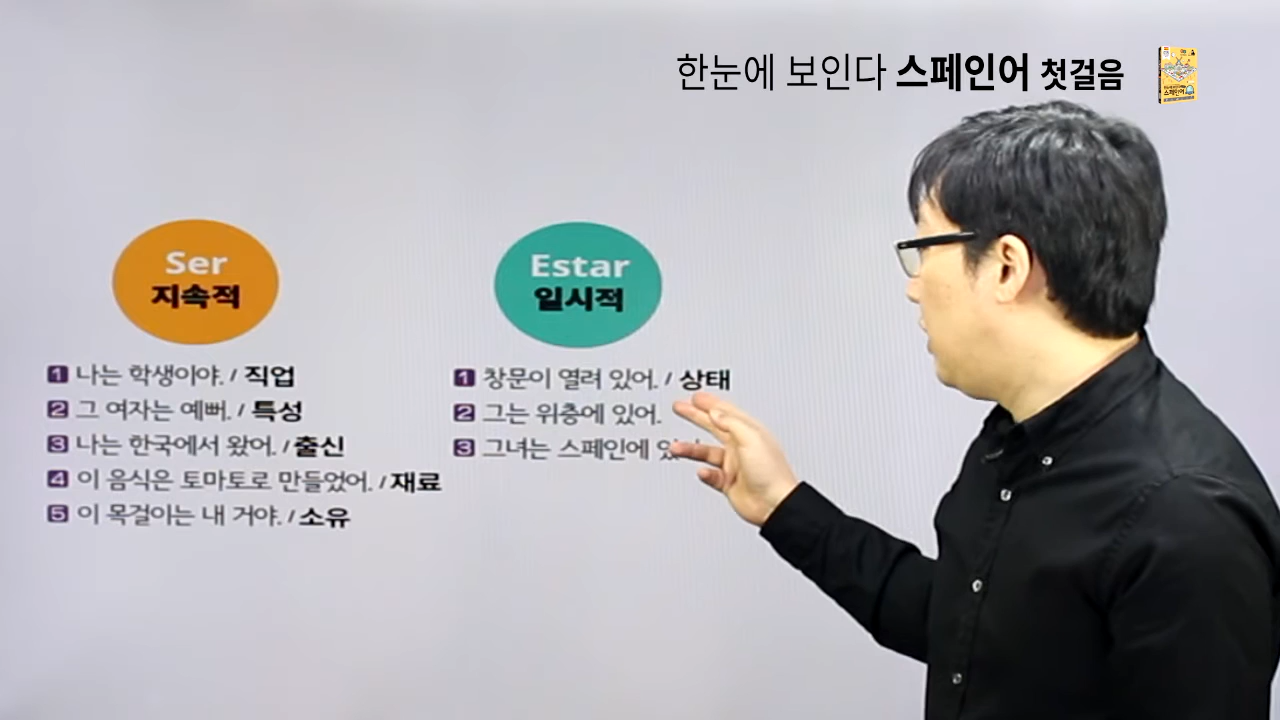 한눈에 보인다 스페인어 첫걸음
Ser
지속적
1 나는 학생이야. / 직업
2 그 여자는 예뻐. / 특성
3 나는 한국에서 왔어. / 출신
4 이 음식은 토마토로 만들었어. / 재료
5 이 목걸이는 내 거야. / 소유
Estar
일시적
1 창문이 열려 있어. / 상태
2 그는 위층에 있어.
3 그녀는 스페인에